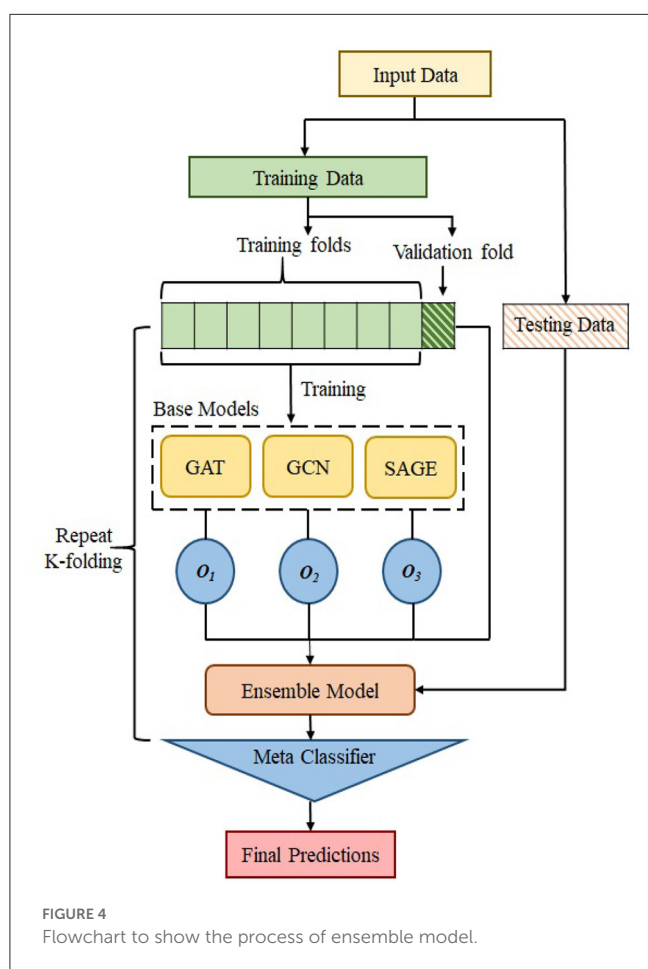 Input Data
Training Data
Training folds
Validation fold
Testing Data
Training
Base Models
GAT
GCN
SAGE
Repeat
K-folding
O1
O2
O3
Ensemble Model
Meta Classifier
Final Predictions
FIGURE 4
Flowchart to show the process of ensemble model.